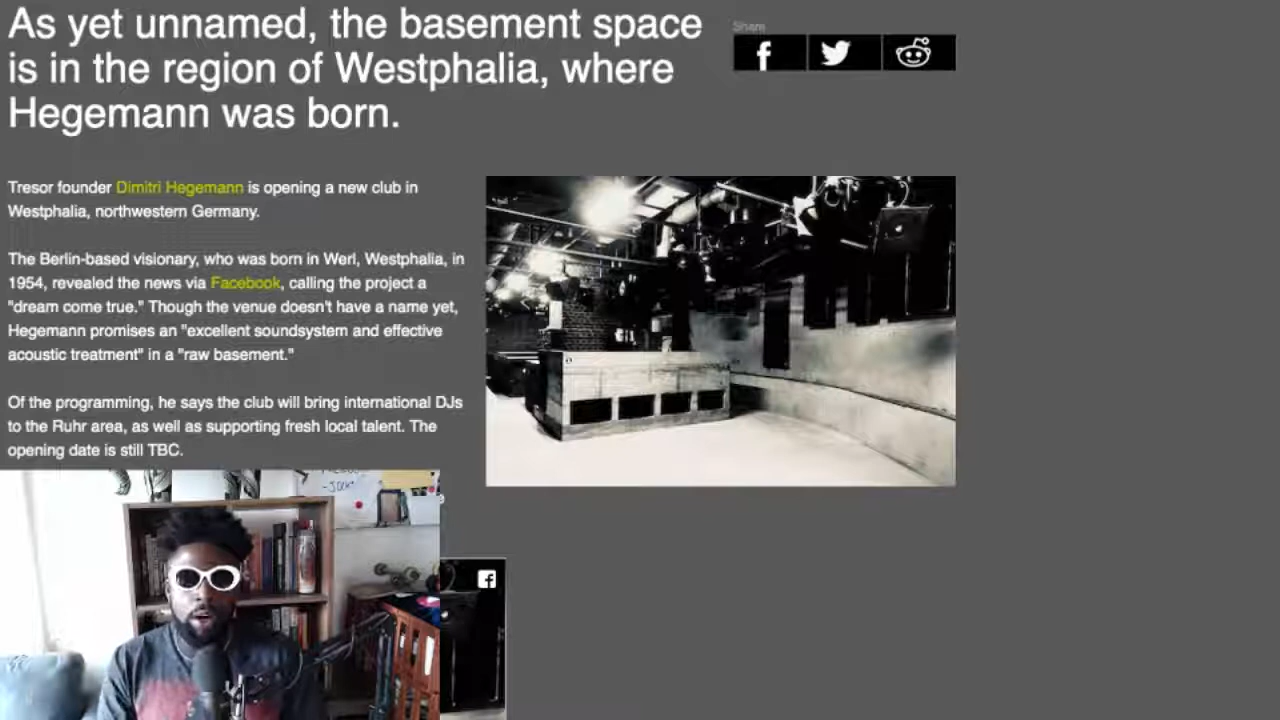 As yet unnamed, the basement space
is in the region of Westphalia, where
Hegemann was born.
Share
Tresor founder Dimitri Hegemann is opening a new club in
Westphalia, northwestern Germany.
The Berlin-based visionary, who was born in Werl, Westphalia, in
1954, revealed the news via Facebook, calling the project a
"dream come true." Though the venue doesn't have a name yet,
Hegemann promises an "excellent soundsystem and effective
acoustic treatment" in a "raw basement."
Of the programming, he says the club will bring international DJs
to the Ruhr area, as well as supporting fresh local talent. The
opening date is still TBC.